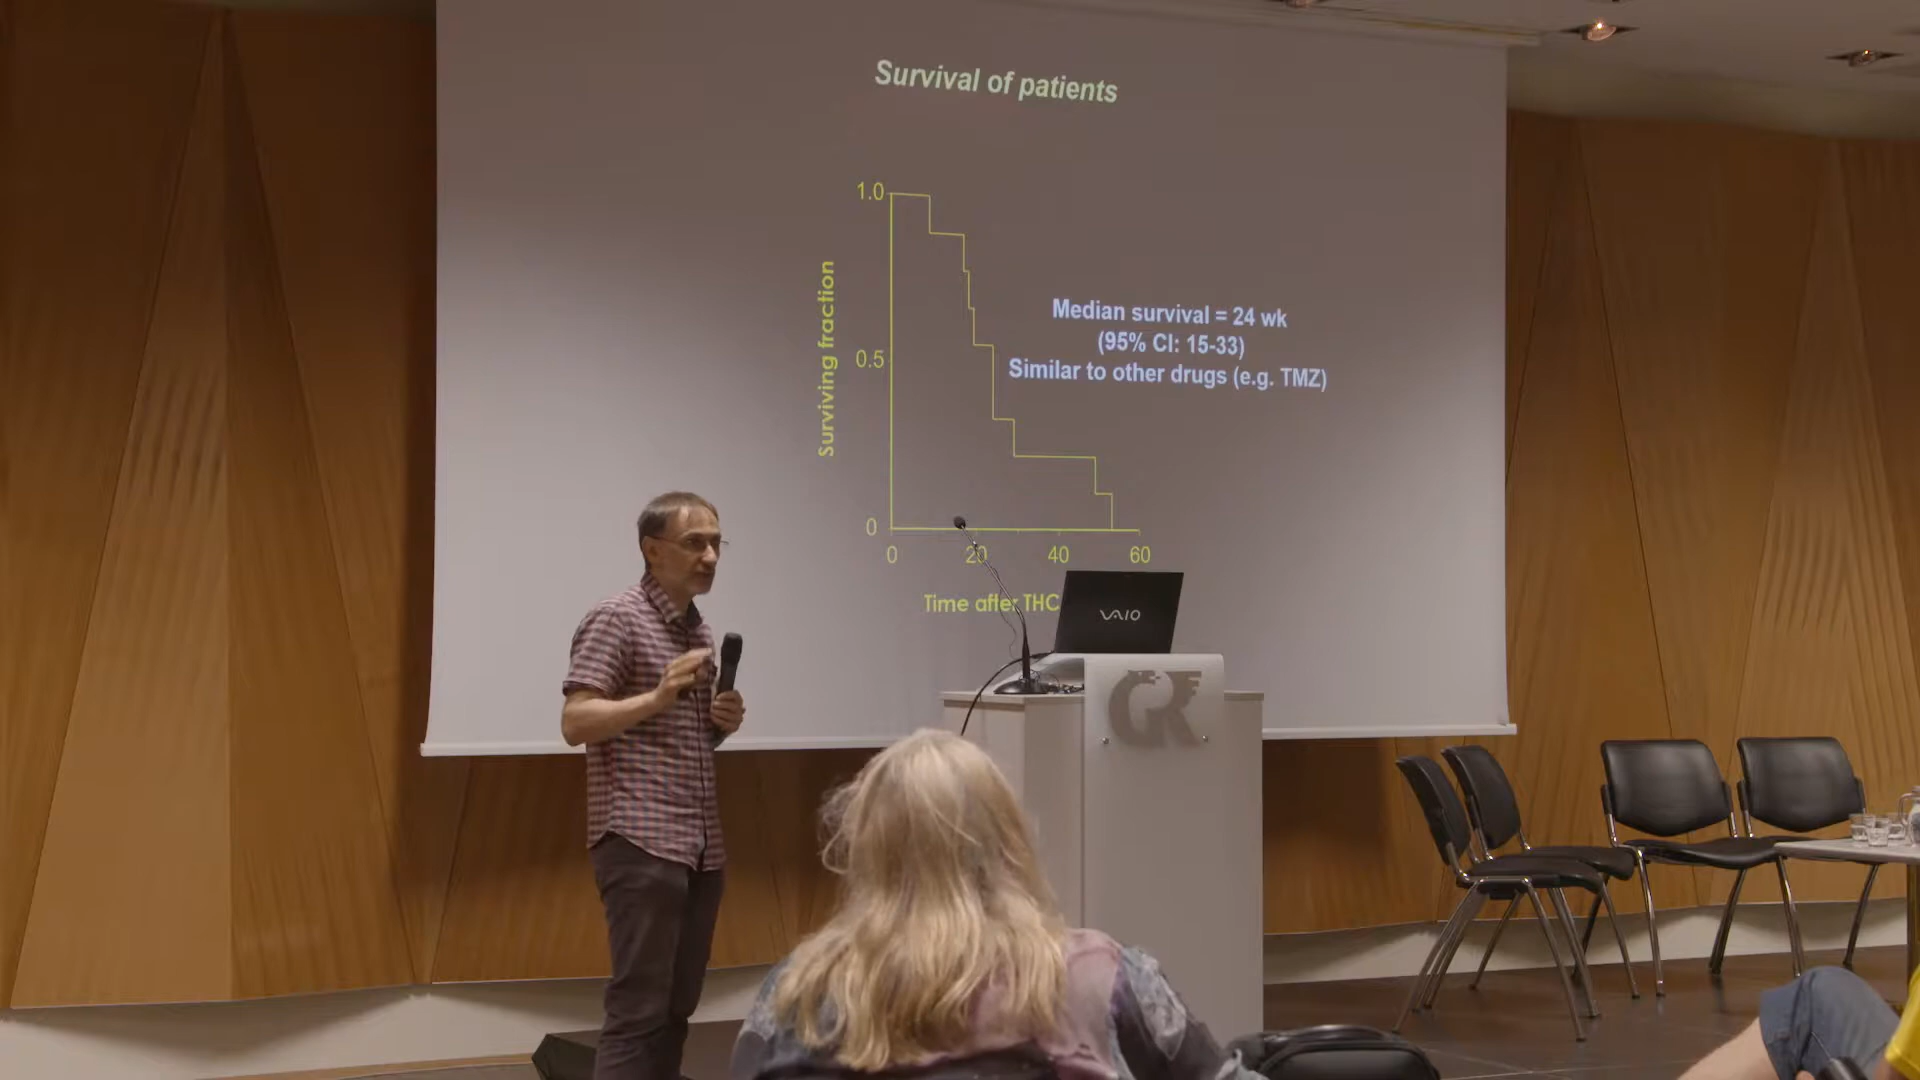 Survival of patients
1.0
0.5
0
Surviving fraction
Median survival = 24 wk
(95% CI: 15-33)
Similar to other drugs (e.g. TMZ)
0 20 40 60
Time after THC
VAIO